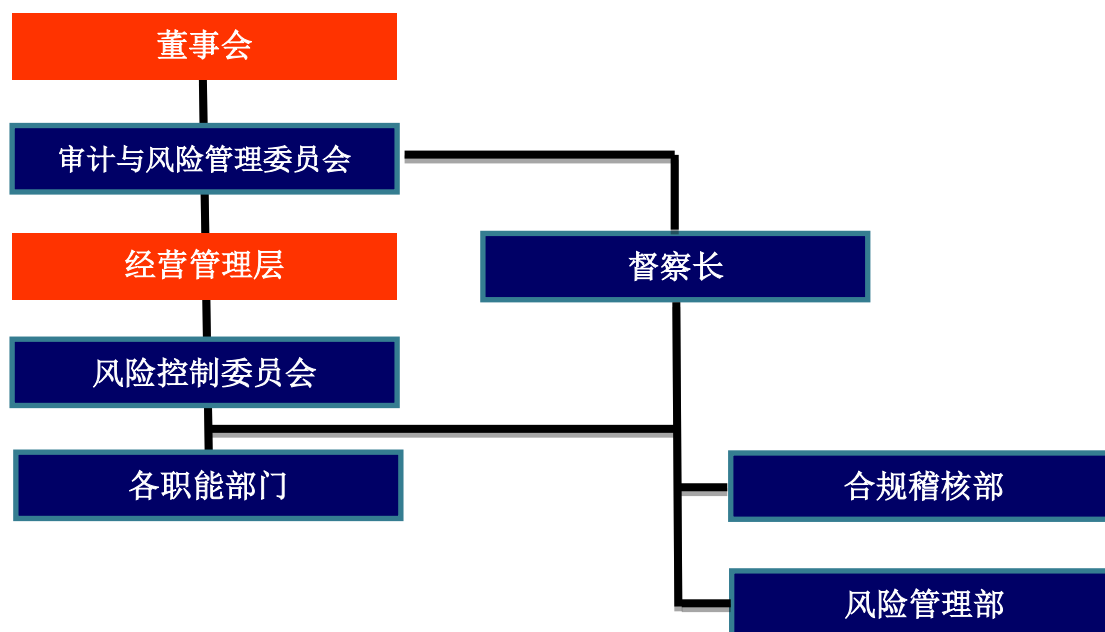 董事会
审计与风险管理委员会
经营管理层
督察长
风险控制委员会
各职能部门
合规稽核部
风险管理部